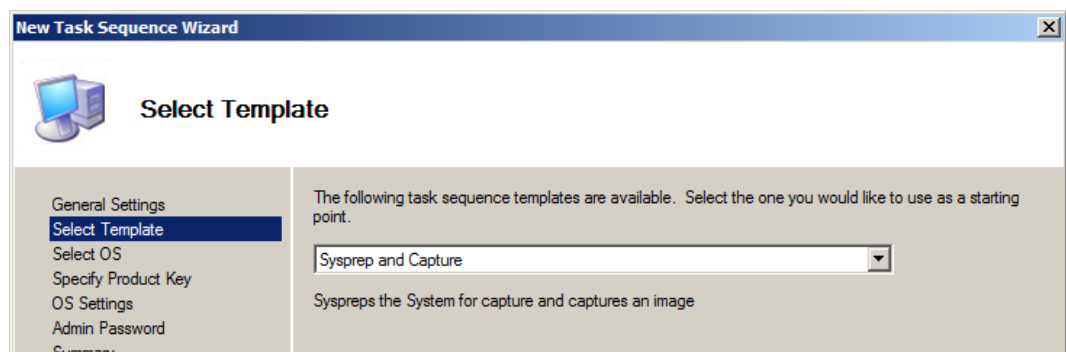 New Task Sequence Wizard
Select Template
General Settings
Select Template
Select OS
Specify Product Key
OS Settings
Admin Password
Summary
The following task sequence templates are available.  Select the one you would like to use as a starting
point.
Sysprep and Capture
Syspreps the System for capture and captures an image